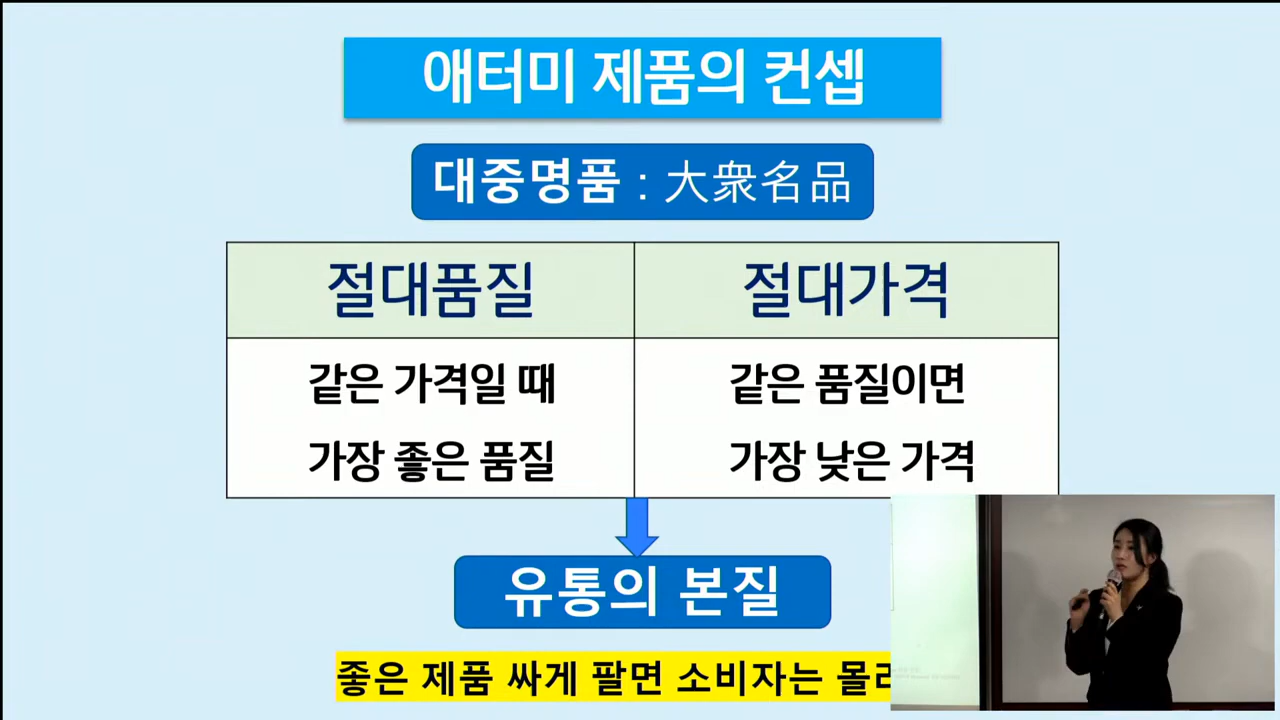 애터미 제품의 컨셉
대중명품 : 大衆名品
절대품질
절대가격
같은 가격일 때
가장 좋은 품질
같은 품질이면
가장 낮은 가격
유통의 본질
좋은 제품 싸게 팔면 소비자는